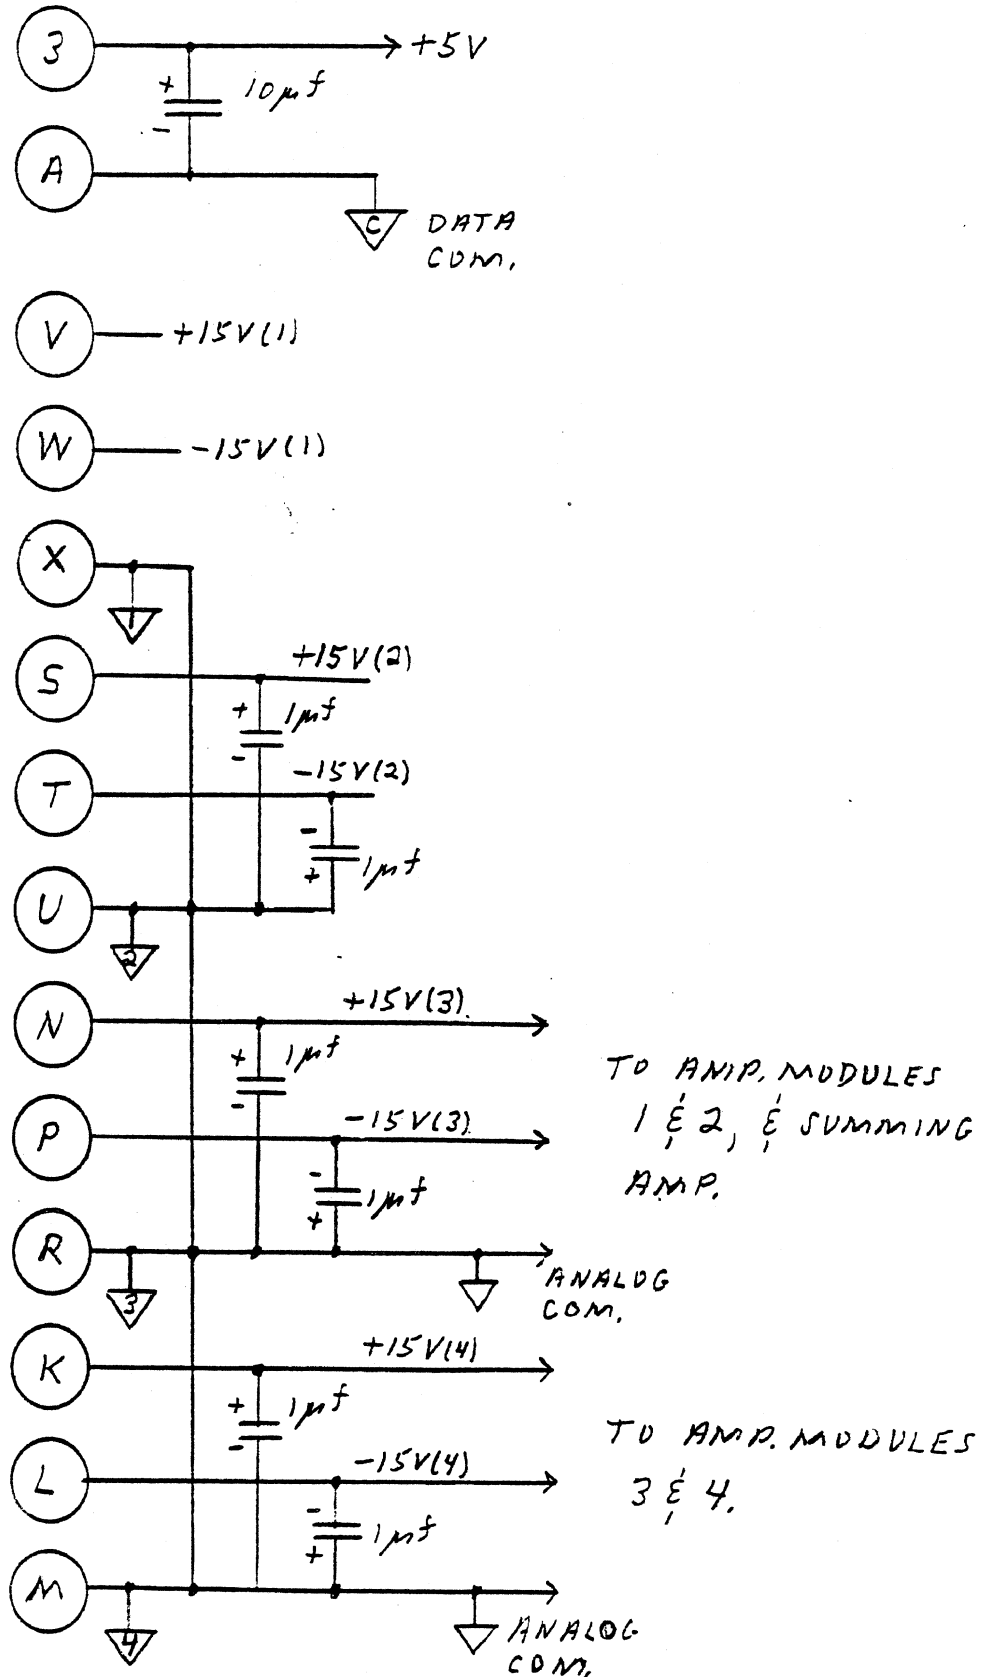 3
+5V
+
10µf
-
A
C
DATA
COM.
V
+15V(1)
W
-15V(1)
X
1
S
+15V(2)
+
1µf
-
T
-15V(2)
-
1µf
+
U
2
N
+15V(3)
+
1µf
-
TO AMP. MODULES
1 & 2, & SUMMING
AMP.
P
-15V(3)
-
1µf
+
R
3
ANALOG
COM.
K
+15V(4)
+
1µf
-
TO AMP. MODULES
3 & 4.
L
-15V(4)
-
1µf
+
M
4
ANALOG
COM.